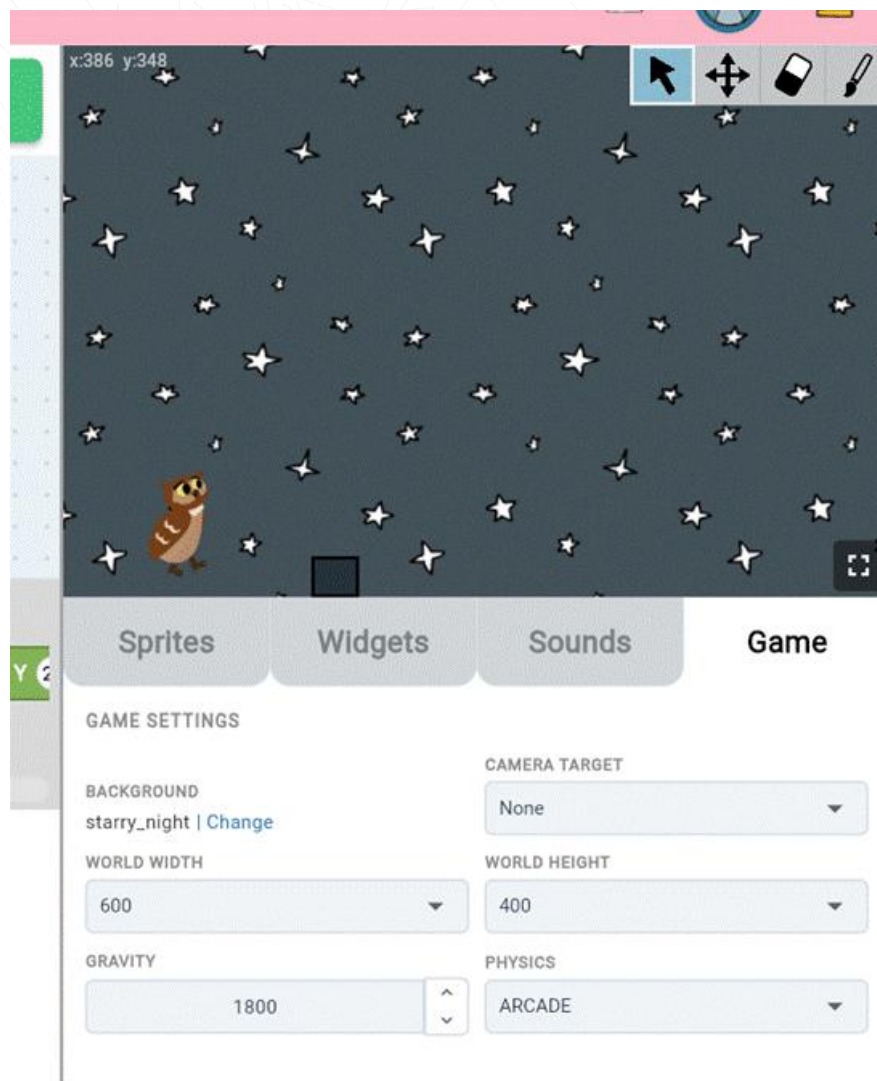 x:386 y:348
Sprites Widgets Sounds Game
Y 2
GAME SETTINGS
CAMERA TARGET
BACKGROUND
None
starry_night | Change
WORLD WIDTH WORLD HEIGHT
600 400
GRAVITY PHYSICS
1800 ARCADE